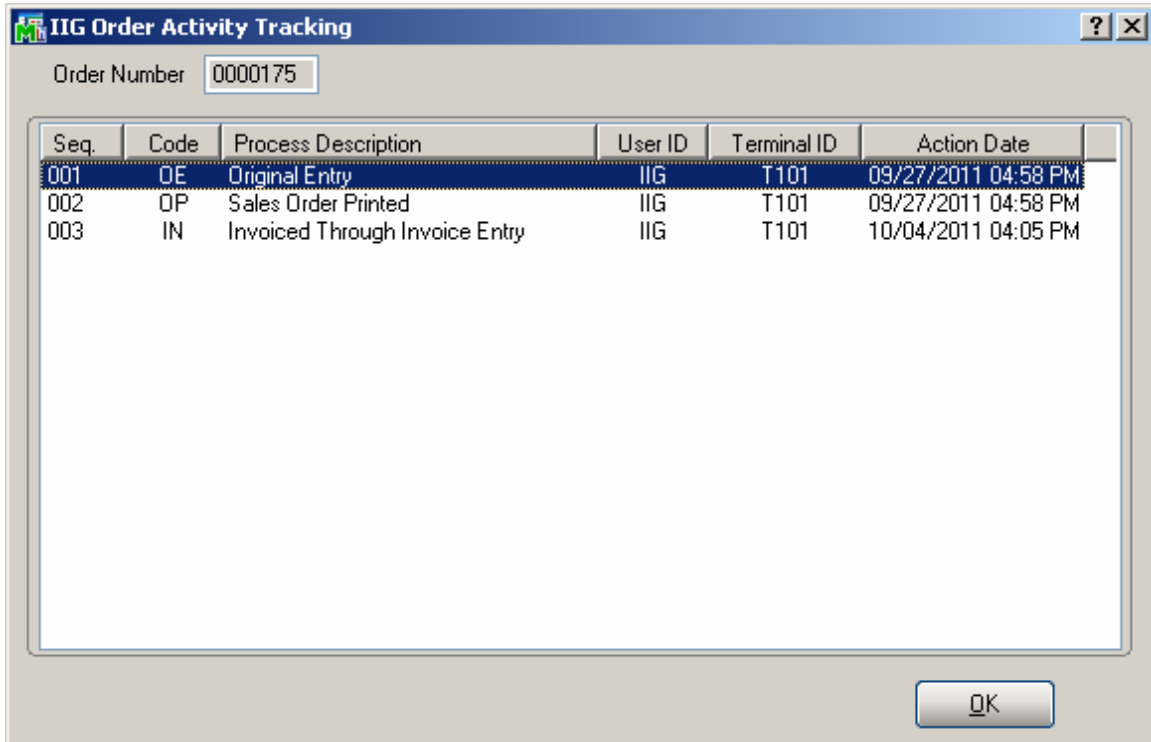 IIG Order Activity Tracking
Order Number 0000175
Seq. Code Process Description User ID Terminal ID Action Date
001 OE Original Entry IIG T101 09/27/2011 04:58 PM
002 OP Sales Order Printed IIG T101 09/27/2011 04:58 PM
003 IN Invoiced Through Invoice Entry IIG T101 10/04/2011 04:05 PM
OK